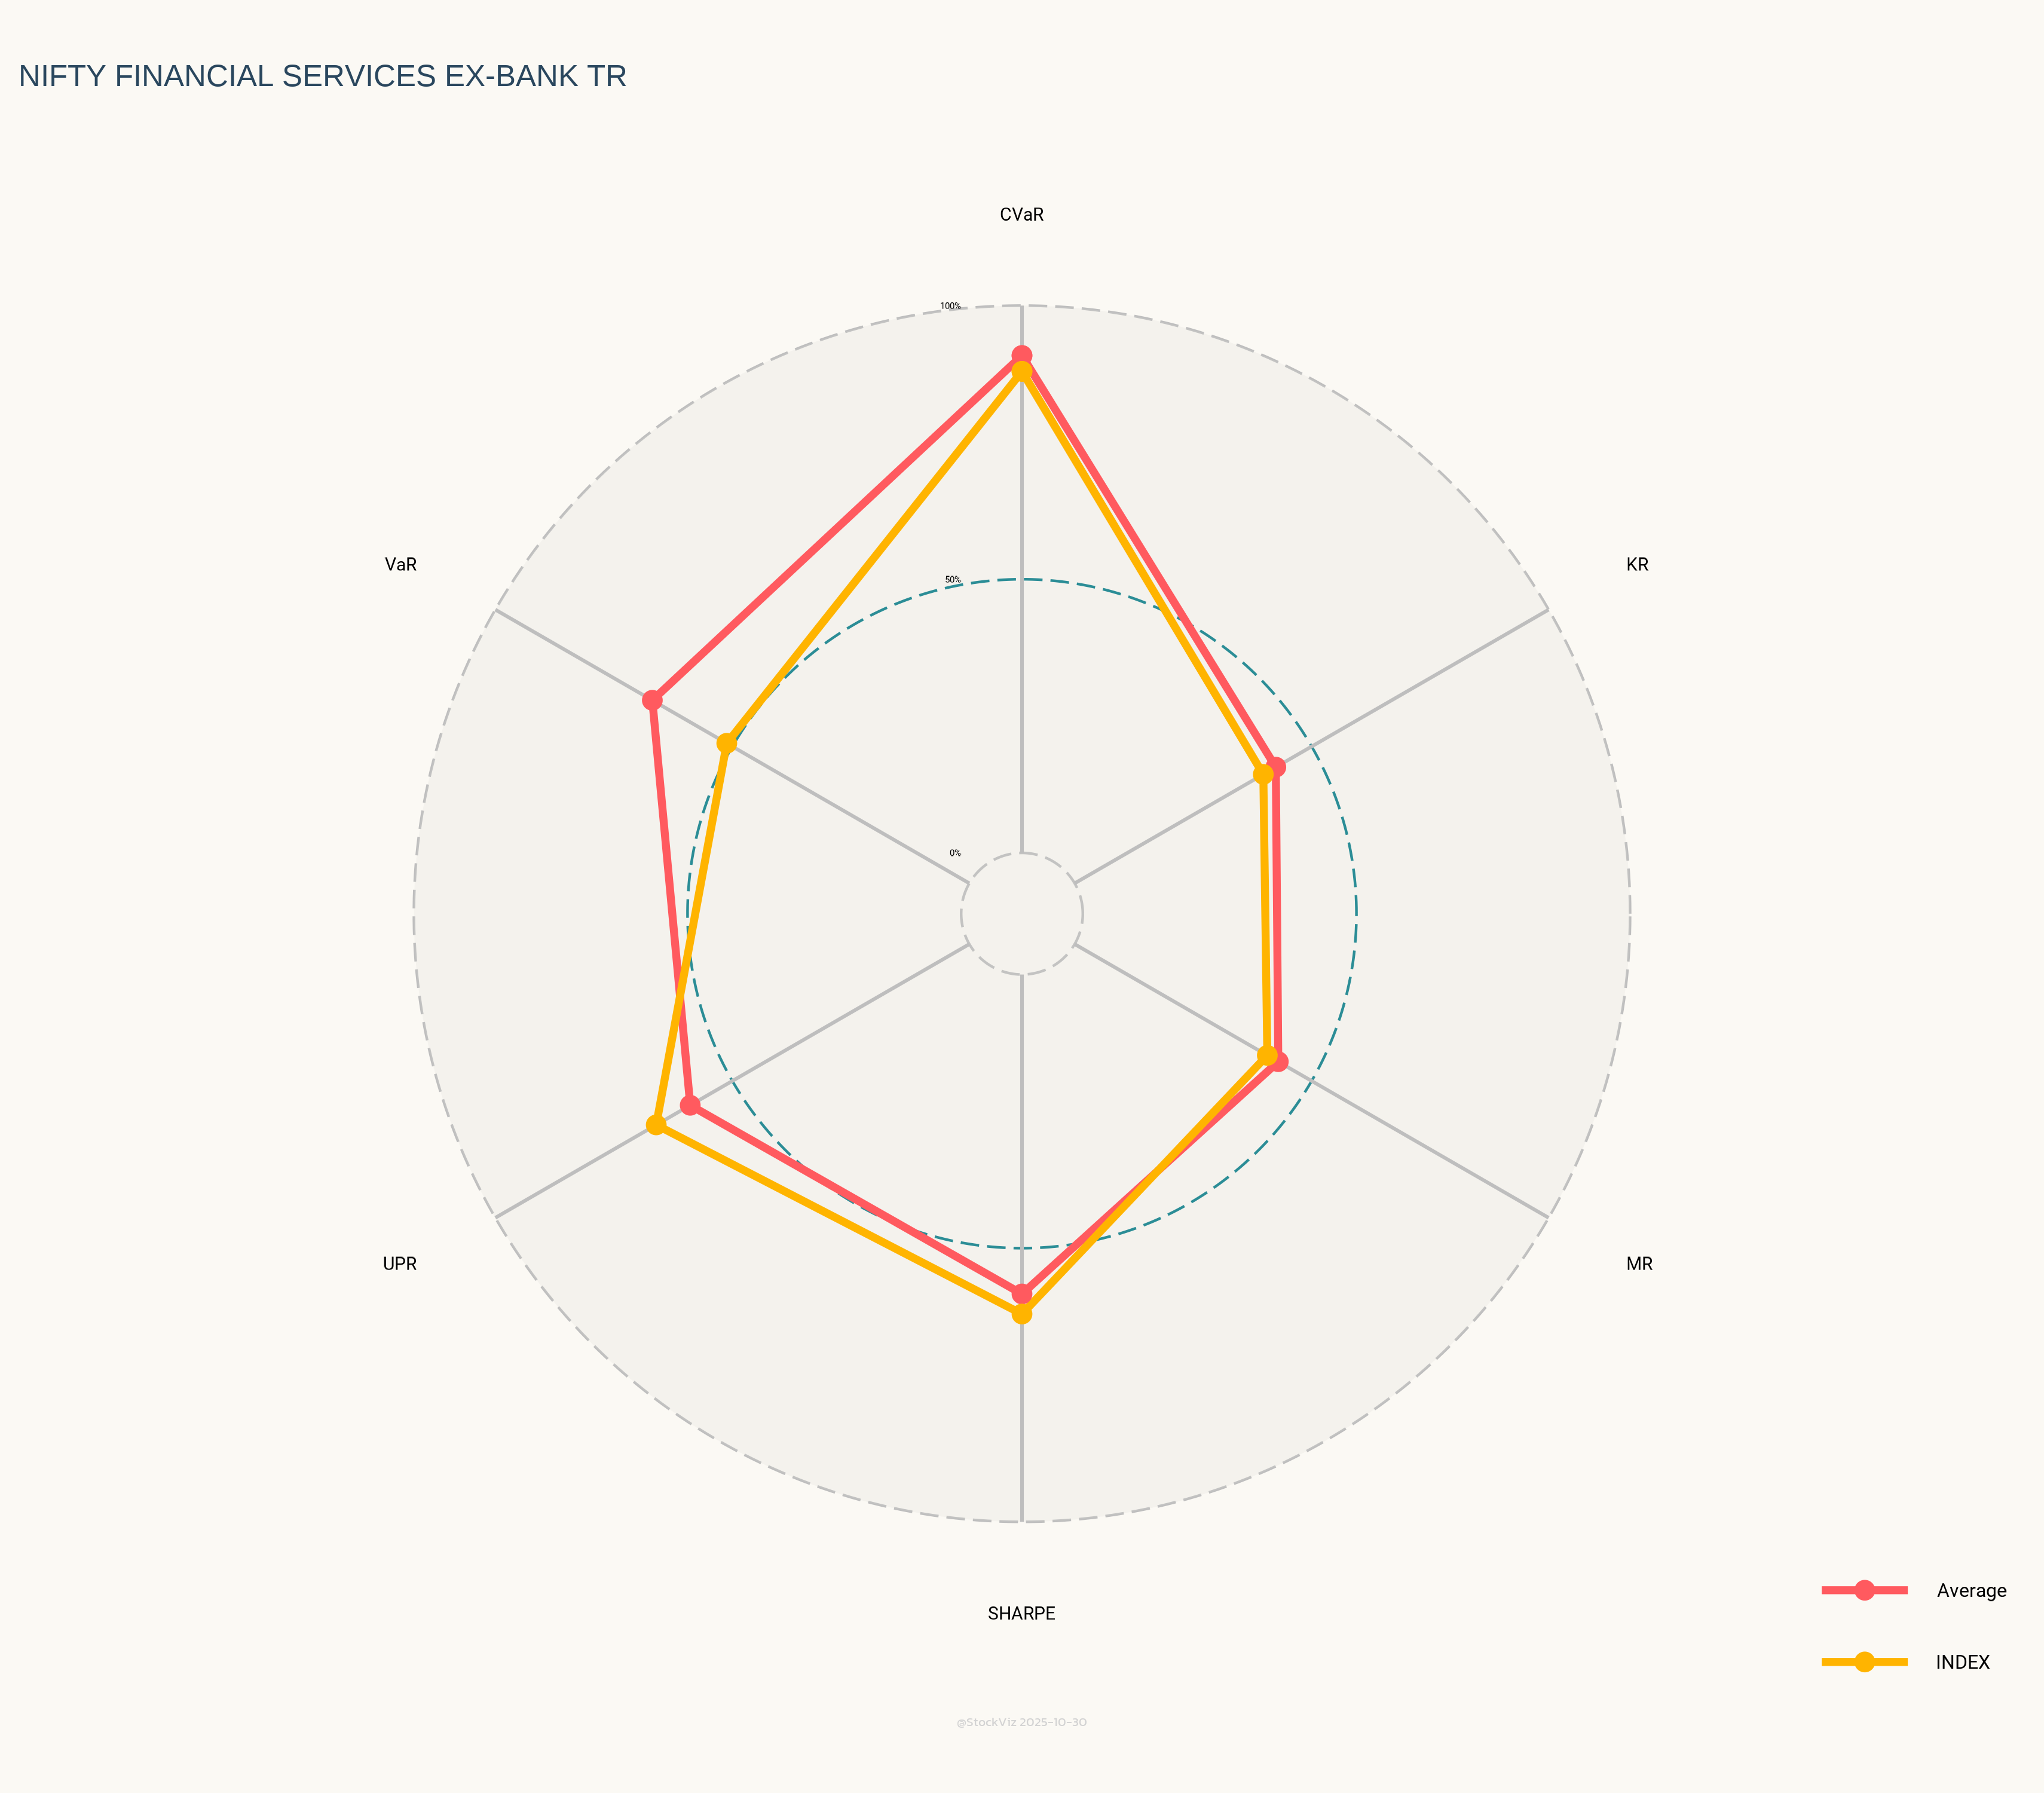 NIFTY FINANCIAL SERVICES EX-BANK TR
CVaR
100%
KR
VaR
50%
0%
UPR
MR
SHARPE
Average
INDEX
@StockViz 2025-10-30